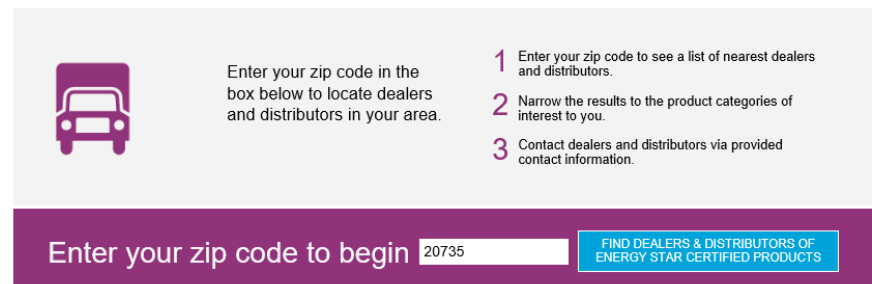 Enter your zip code in the
box below to locate dealers
and distributors in your area.
1 Enter your zip code to see a list of nearest dealers
and distributors.
2 Narrow the results to the product categories of
interest to you.
3 Contact dealers and distributors via provided
contact information.
Enter your zip code to begin 20735
FIND DEALERS & DISTRIBUTORS OF
ENERGY STAR CERTIFIED PRODUCTS